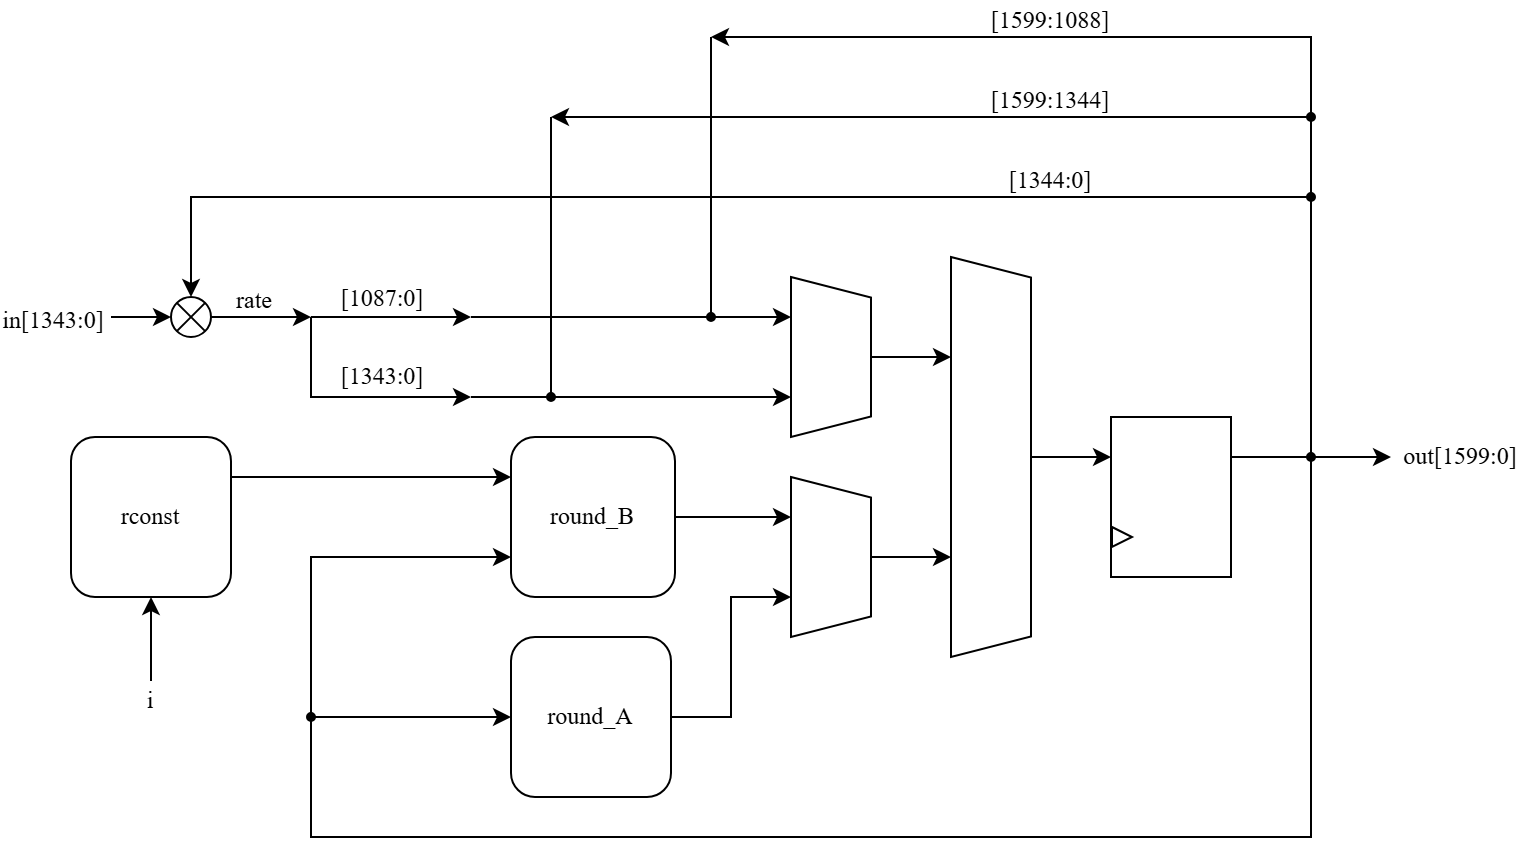 [1599:1088]
[1599:1344]
[1344:0]
rate
[1087:0]
in[1343:0]
[1343:0]
out[1599:0]
rconst
round_B
i
round_A